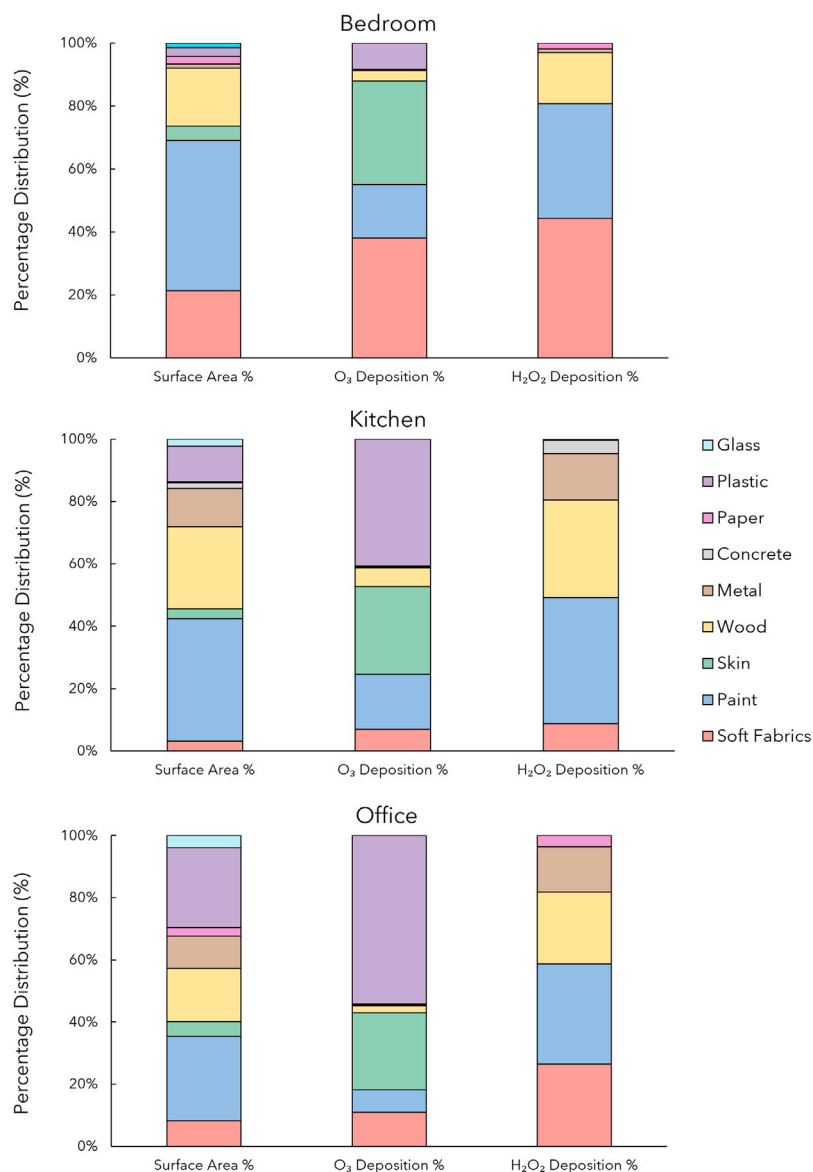 Bedroom
Percentage Distribution (%)
100%
80%
60%
40%
20%
0%
Surface Area %
O₃ Deposition %
H₂O₂ Deposition %
Kitchen
Percentage Distribution (%)
100%
80%
60%
40%
20%
0%
Surface Area %
O₃ Deposition %
H₂O₂ Deposition %
Glass
Plastic
Paper
Concrete
Metal
Wood
Skin
Paint
Soft Fabrics
Office
Percentage Distribution (%)
100%
80%
60%
40%
20%
0%
Surface Area %
O₃ Deposition %
H₂O₂ Deposition %